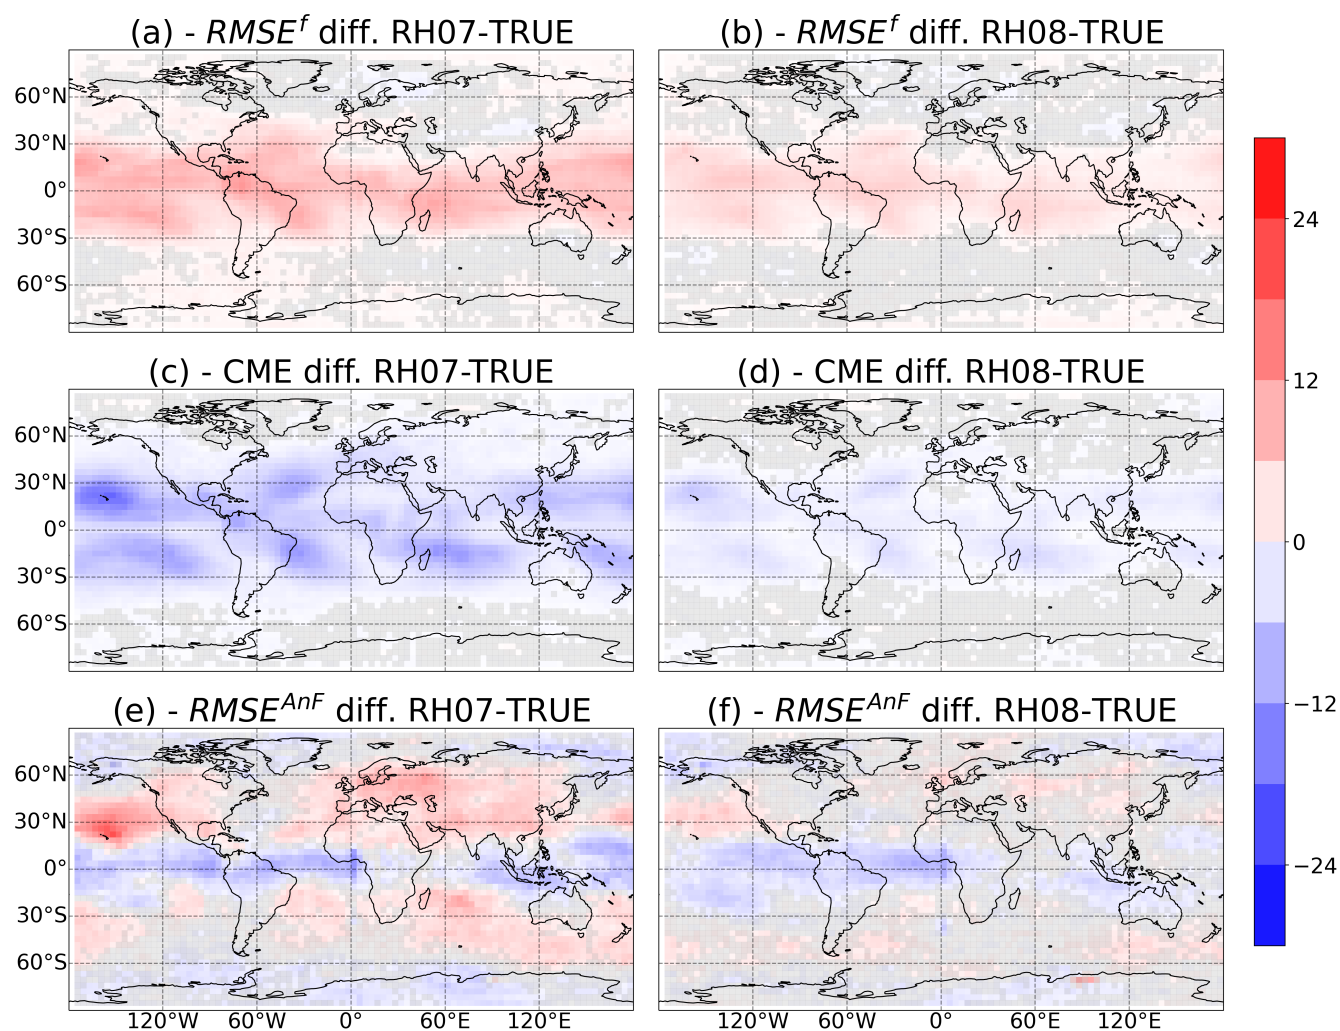 (a) - RMSE^f diff. RH07-TRUE
(b) - RMSE^f diff. RH08-TRUE
60°N
30°N
0°
30°S
60°S
(c) - CME diff. RH07-TRUE
(d) - CME diff. RH08-TRUE
60°N
30°N
0°
30°S
60°S
(e) - RMSE^AnF diff. RH07-TRUE
(f) - RMSE^AnF diff. RH08-TRUE
60°N
30°N
0°
30°S
60°S
120°W 60°W 0° 60°E 120°E
120°W 60°W 0° 60°E 120°E
24
12
0
−12
−24